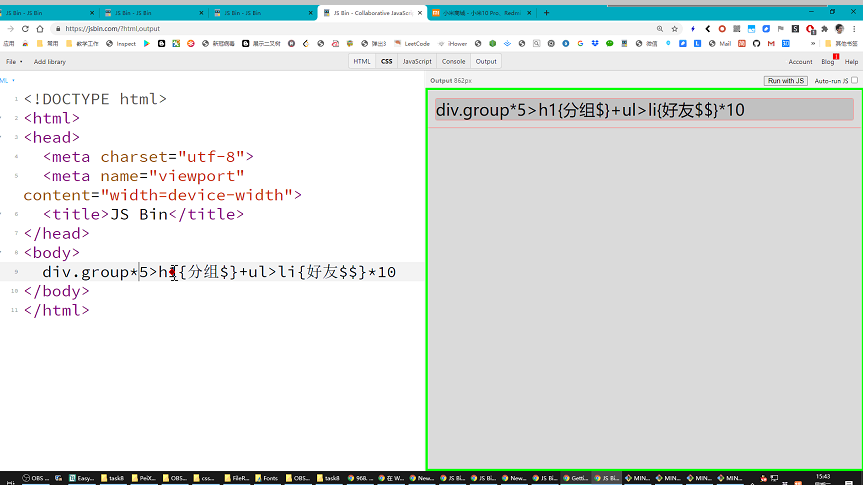 JS Bin - JS Bin
JS Bin - JS Bin
JS Bin - JS Bin
JS Bin - Collaborative JavaScri
小米商城 - 小米10 Pro、Redmi
https://jsbin.com/?html,output
应用
常用
教学工作
Inspect
新冠病毒
展示二叉树
弹出3
LeetCode
iHower
微信
Mail
其他书签
File
Add library
HTML
CSS
JavaScript
Console
Output
Account
Blog
Help
Output 862px
Run with JS
Auto-run JS
1 <!DOCTYPE html>
2 <html>
3 <head>
4 <meta charset="utf-8">
5 <meta name="viewport"
content="width=device-width">
6 <title>JS Bin</title>
7 </head>
8 <body>
9 div.group*5>h1{分组$}+ul>li{好友$$}*10
10 </body>
11 </html>
div.group*5>h1{分组$}+ul>li{好友$$}*10
OBS ...
Easy...
task8
PeiX...
OBS...
css...
FileR...
Fonts
OBS...
task8
968...
在 W...
New...
JS Bi...
JS Bi...
New...
JS Bi...
Getti...
JS Bi...
MIN...
MIN...
MIN...
MIN...
15:43